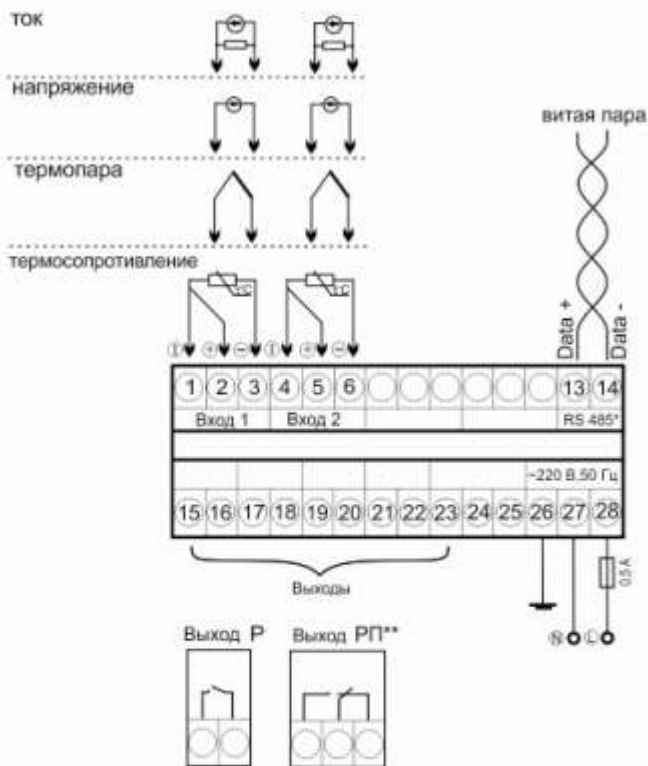 ток
напряжение
термопара
термосопротивление
t°C t°C
витая пара
Data + Data -
I + − I + −
1 2 3 4 5 6 13 14
Вход 1 Вход 2 RS 485*
~220 В,50 Гц
15 16 17 18 19 20 21 22 23 24 25 26 27 28
Выходы
0,5 А
N L
Выход Р Выход РП**